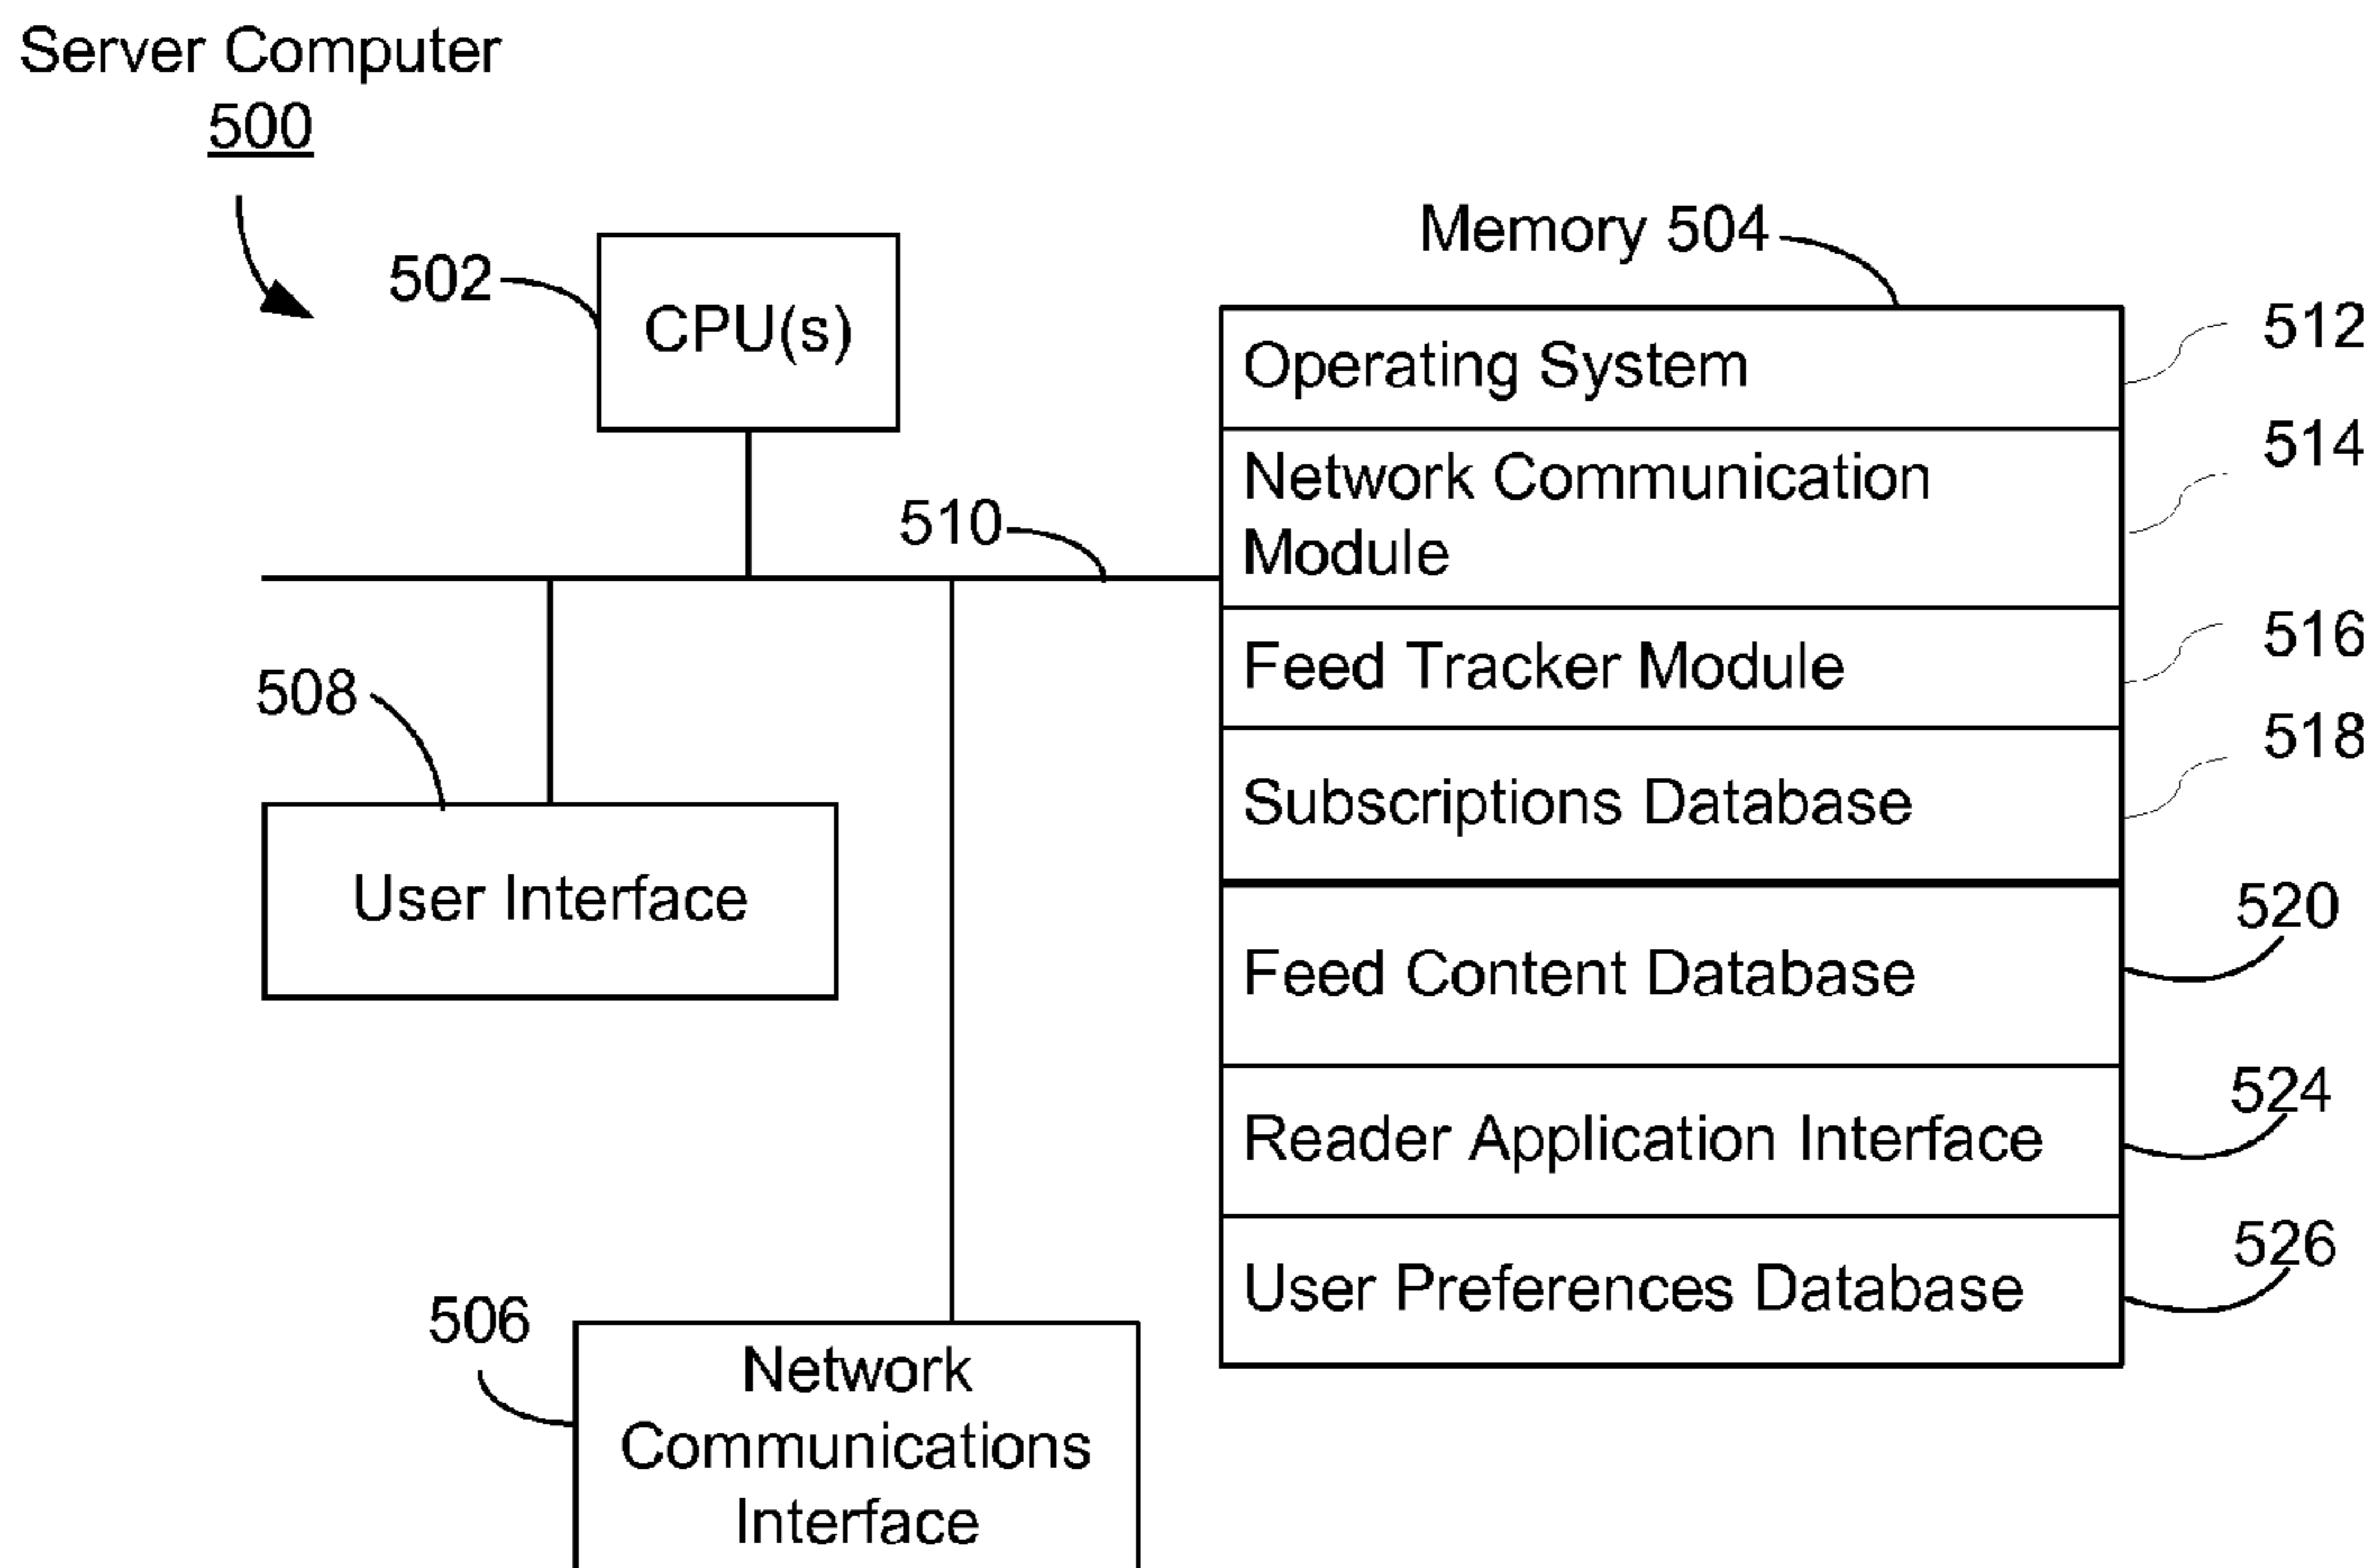 Server Computer
500
502
CPU(s)
Memory 504
Operating System
512
Network Communication
Module
514
510
Feed Tracker Module
516
Subscriptions Database
518
508
User Interface
Feed Content Database
520
Reader Application Interface
524
User Preferences Database
526
506
Network
Communications
Interface